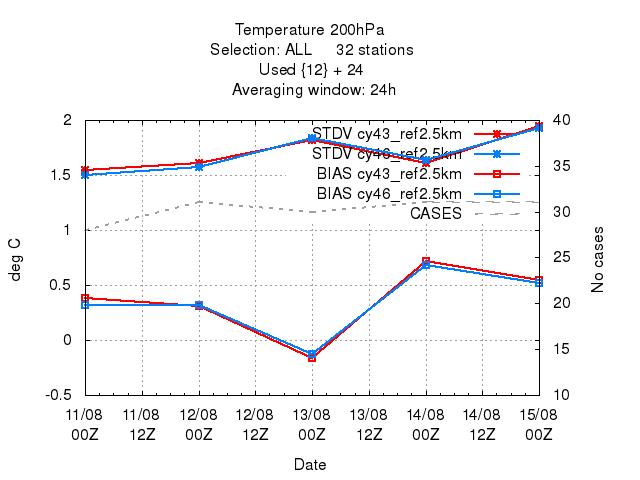 Temperature 200hPa
Selection: ALL 32 stations
Used {12} + 24
Averaging window: 24h
2
1.5
1
0.5
0
-0.5
deg C
40
35
30
25
20
15
10
No cases
STDV cy43_ref2.5km
STDV cy46_ref2.5km
BIAS cy43_ref2.5km
BIAS cy46_ref2.5km
CASES
11/08 11/08 12/08 12/08 13/08 13/08 14/08 14/08 15/08
00Z 12Z 00Z 12Z 00Z 12Z 00Z 12Z 00Z
Date